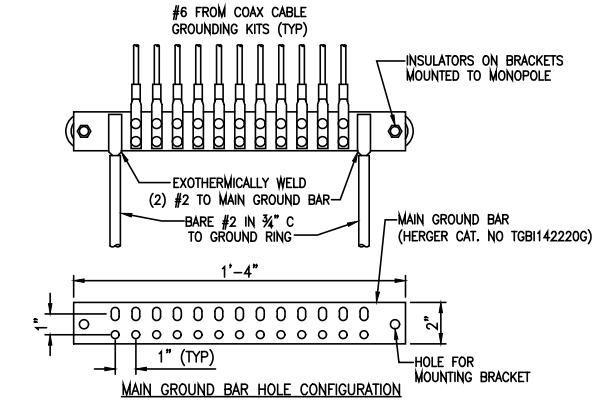 #6 FROM COAX CABLE
GROUNDING KITS (TYP)
INSULATORS ON BRACKETS
MOUNTED TO MONOPOLE
EXOTHERMICALLY WELD
(2) #2 TO MAIN GROUND BAR
BARE #2 IN ¾" C
TO GROUND RING
MAIN GROUND BAR
(HERGER CAT. NO TGBI142220G)
1'-4"
1"
2"
1" (TYP)
HOLE FOR
MOUNTING BRACKET
MAIN GROUND BAR HOLE CONFIGURATION